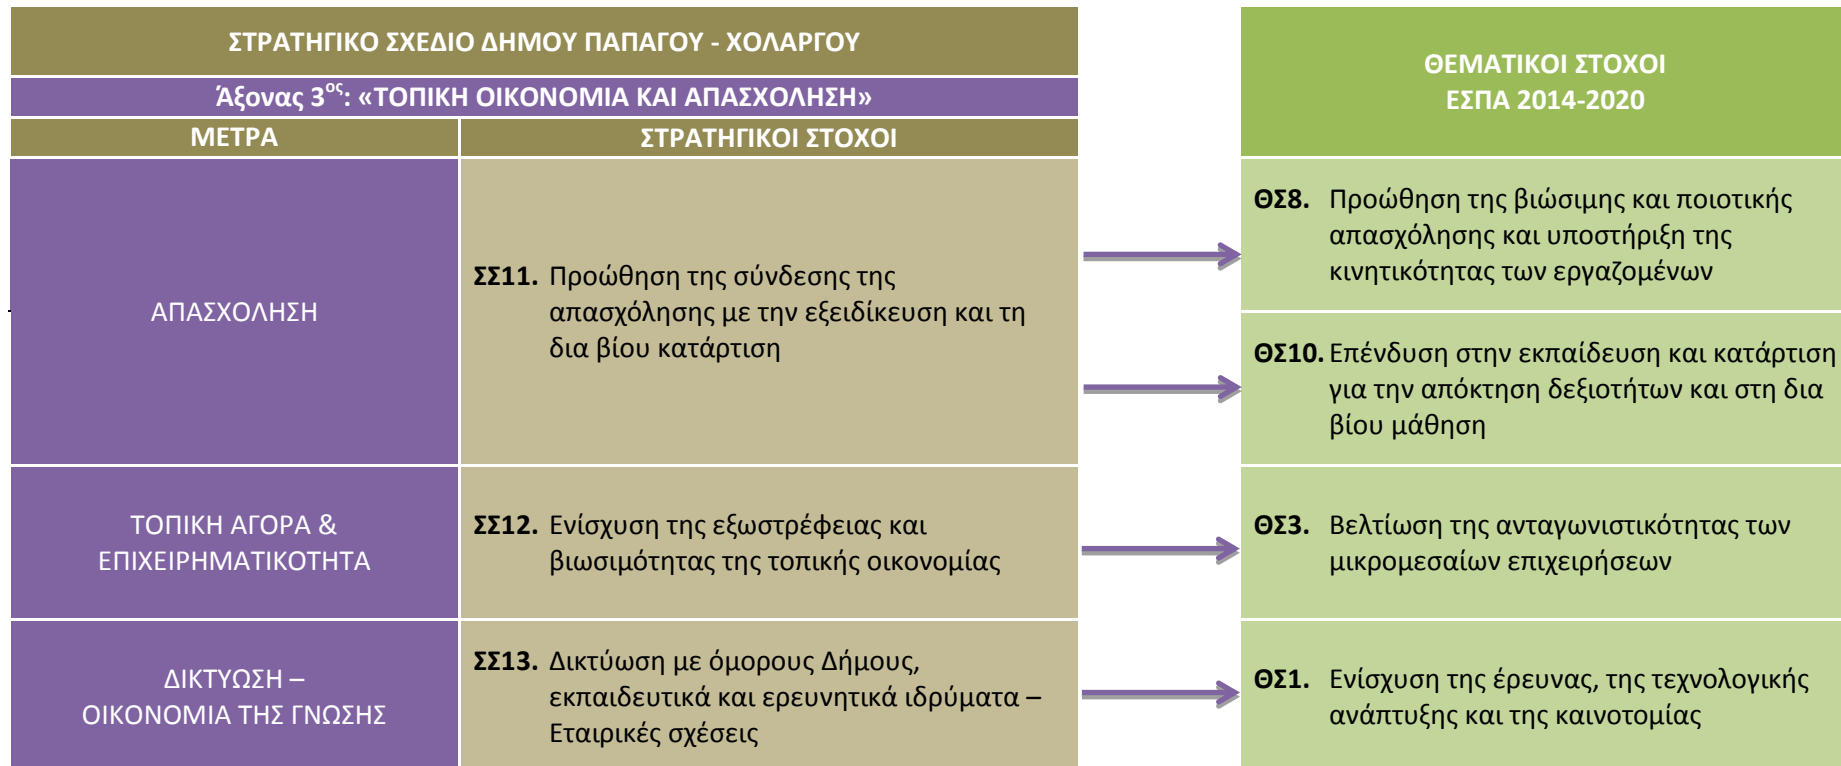 ΣΤΡΑΤΗΓΙΚΟ ΣΧΕΔΙΟ ΔΗΜΟΥ ΠΑΠΑΓΟΥ - ΧΟΛΑΡΓΟΥ
Άξονας 3ος: «ΤΟΠΙΚΗ ΟΙΚΟΝΟΜΙΑ ΚΑΙ ΑΠΑΣΧΟΛΗΣΗ»
ΜΕΤΡΑ
ΣΤΡΑΤΗΓΙΚΟΙ ΣΤΟΧΟΙ
ΘΕΜΑΤΙΚΟΙ ΣΤΟΧΟΙ
ΕΣΠΑ 2014-2020
ΑΠΑΣΧΟΛΗΣΗ
ΣΣ11. Προώθηση της σύνδεσης της
απασχόλησης με την εξειδίκευση και τη
δια βίου κατάρτιση
ΘΣ8. Προώθηση της βιώσιμης και ποιοτικής
απασχόλησης και υποστήριξη της
κινητικότητας των εργαζομένων
ΘΣ10. Επένδυση στην εκπαίδευση και κατάρτιση
για την απόκτηση δεξιοτήτων και στη δια
βίου μάθηση
ΤΟΠΙΚΗ ΑΓΟΡΑ &
ΕΠΙΧΕΙΡΗΜΑΤΙΚΟΤΗΤΑ
ΣΣ12. Ενίσχυση της εξωστρέφειας και
βιωσιμότητας της τοπικής οικονομίας
ΘΣ3. Βελτίωση της ανταγωνιστικότητας των
μικρομεσαίων επιχειρήσεων
ΔΙΚΤΥΩΣΗ –
ΟΙΚΟΝΟΜΙΑ ΤΗΣ ΓΝΩΣΗΣ
ΣΣ13. Δικτύωση με όμορους Δήμους,
εκπαιδευτικά και ερευνητικά ιδρύματα –
Εταιρικές σχέσεις
ΘΣ1. Ενίσχυση της έρευνας, της τεχνολογικής
ανάπτυξης και της καινοτομίας